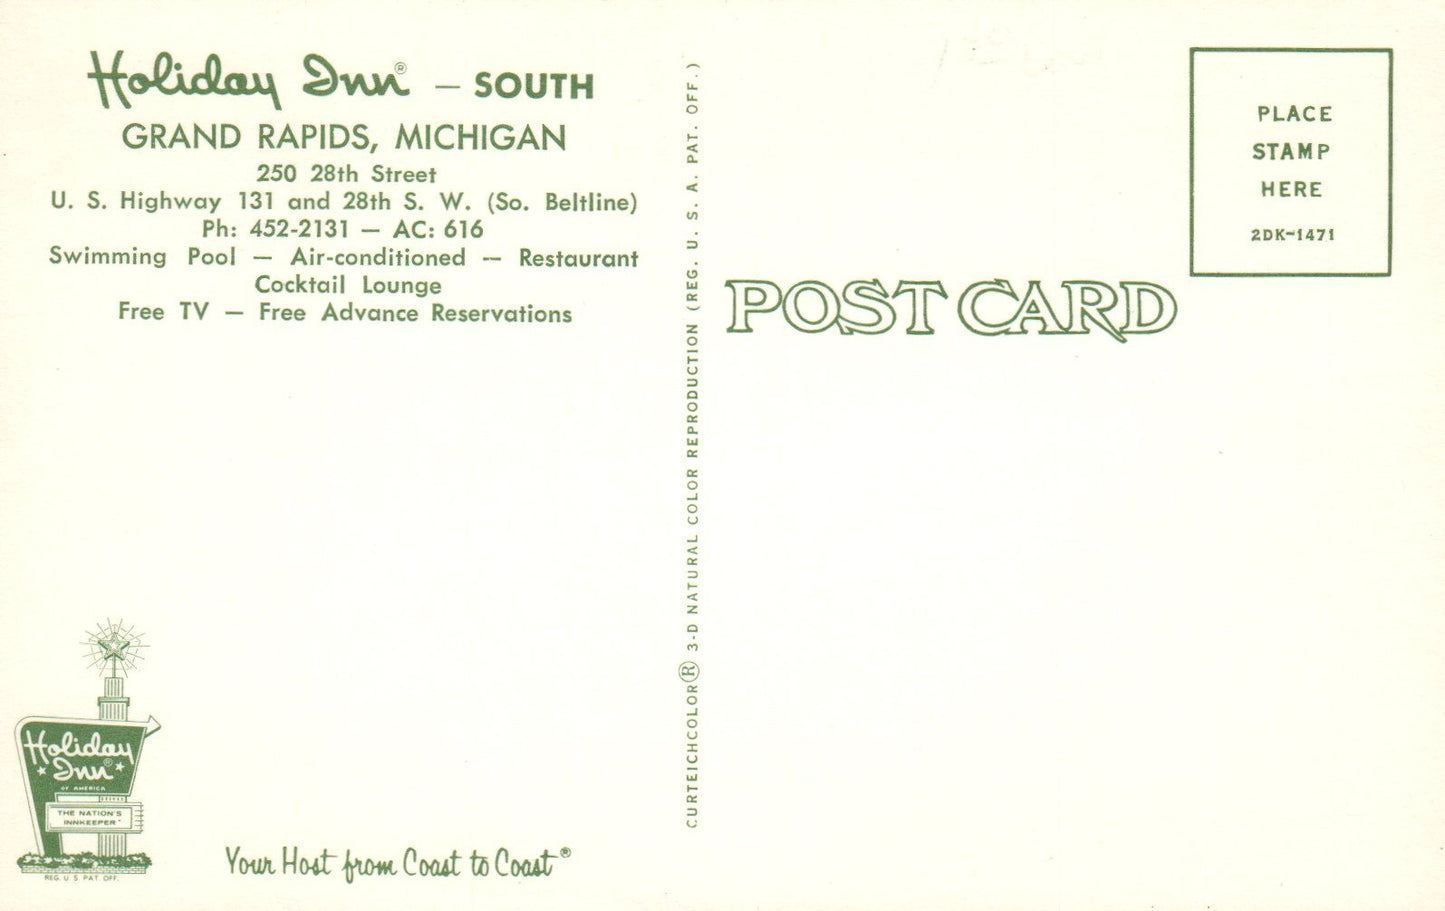 Holiday Inn® — SOUTH
GRAND RAPIDS, MICHIGAN
250 28th Street
U. S. Highway 131 and 28th S. W. (So. Beltline)
Ph: 452-2131 — AC: 616
Swimming Pool — Air-conditioned — Restaurant
Cocktail Lounge
Free TV — Free Advance Reservations
Holiday
Inn®
OF AMERICA
THE NATION'S
INNKEEPER"
REG. U. S. PAT. OFF.
Your Host from Coast to Coast®
CURTEICHCOLOR® 3-D NATURAL COLOR REPRODUCTION (REG. U. S. A. PAT. OFF.)
POST CARD
PLACE
STAMP
HERE
2DK-1471